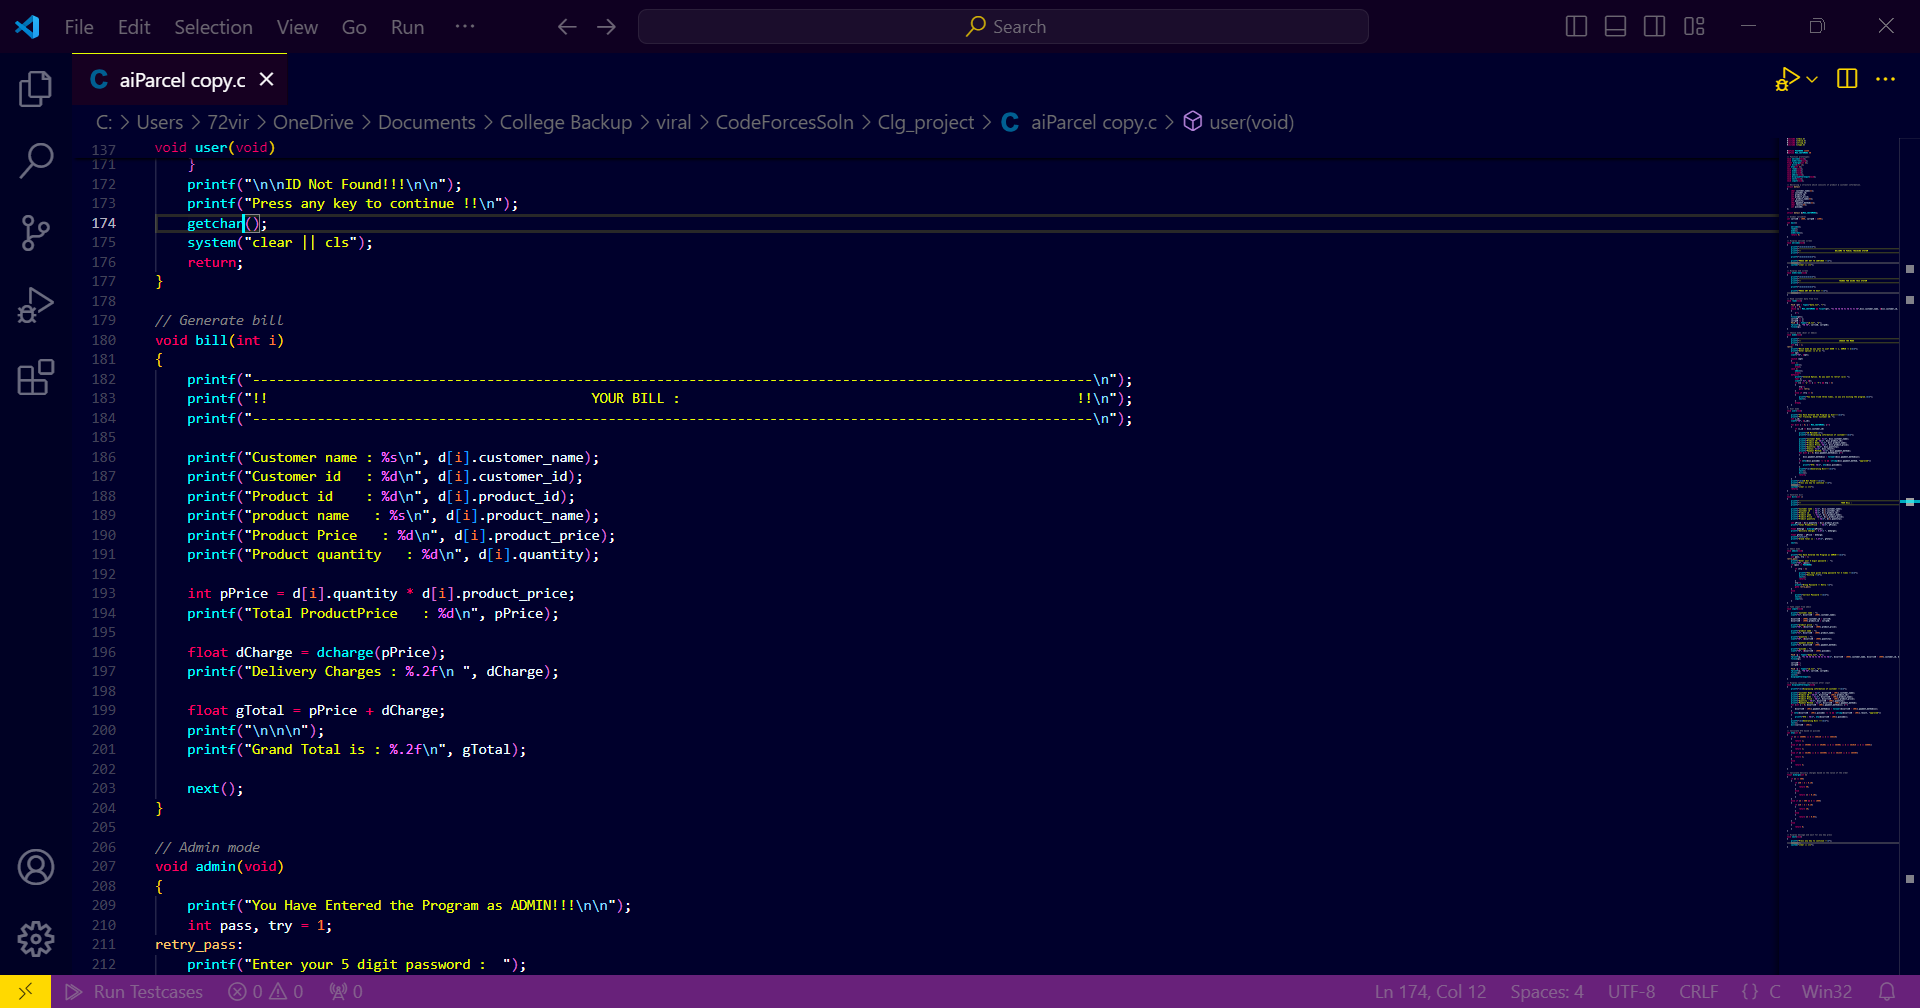 File Edit Selection View Go Run ··· Search
aiParcel copy.c
C: > Users > 72vir > OneDrive > Documents > College Backup > viral > CodeForcesSoln > Clg_project > C aiParcel copy.c > user(void)
137 void user(void)
171 }
172 printf("\n\nID Not Found!!!\n\n");
173 printf("Press any key to continue !!\n");
174 getchar();
175 system("clear || cls");
176 return;
177 }
178
179 // Generate bill
180 void bill(int i)
181 {
182 printf("--------------------------------------------------------------------------------------------------------\n");
183 printf("!! YOUR BILL : !!\n");
184 printf("--------------------------------------------------------------------------------------------------------\n");
185
186 printf("Customer name : %s\n", d[i].customer_name);
187 printf("Customer id   : %d\n", d[i].customer_id);
188 printf("Product id    : %d\n", d[i].product_id);
189 printf("product name   : %s\n", d[i].product_name);
190 printf("Product Price   : %d\n", d[i].product_price);
191 printf("Product quantity   : %d\n", d[i].quantity);
192
193 int pPrice = d[i].quantity * d[i].product_price;
194 printf("Total ProductPrice   : %d\n", pPrice);
195
196 float dCharge = dcharge(pPrice);
197 printf("Delivery Charges : %.2f\n ", dCharge);
198
199 float gTotal = pPrice + dCharge;
200 printf("\n\n\n");
201 printf("Grand Total is : %.2f\n", gTotal);
202
203 next();
204 }
205
206 // Admin mode
207 void admin(void)
208 {
209 printf("You Have Entered the Program as ADMIN!!!\n\n");
210 int pass, try = 1;
211 retry_pass:
212 printf("Enter your 5 digit password :  ");
Run Testcases 0 0 0 Ln 174, Col 12 Spaces: 4 UTF-8 CRLF {} C Win32